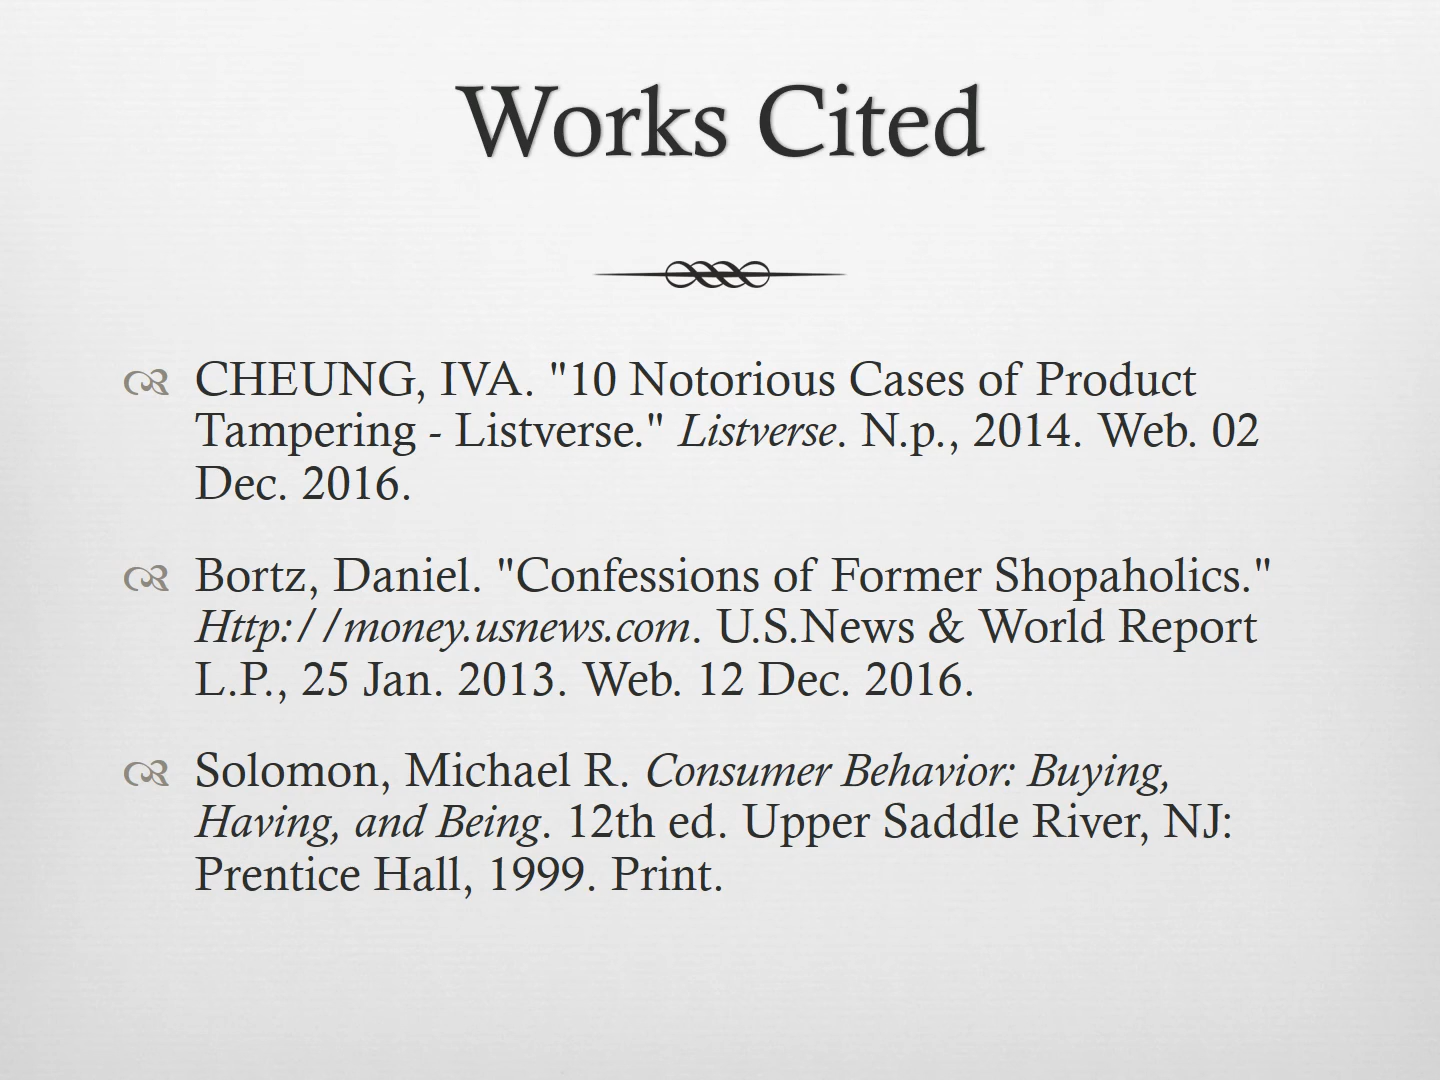 Works Cited
CHEUNG, IVA. "10 Notorious Cases of Product
Tampering - Listverse." Listverse. N.p., 2014. Web. 02
Dec. 2016.
Bortz, Daniel. "Confessions of Former Shopaholics."
Http://money.usnews.com. U.S.News & World Report
L.P., 25 Jan. 2013. Web. 12 Dec. 2016.
Solomon, Michael R. Consumer Behavior: Buying,
Having, and Being. 12th ed. Upper Saddle River, NJ:
Prentice Hall, 1999. Print.